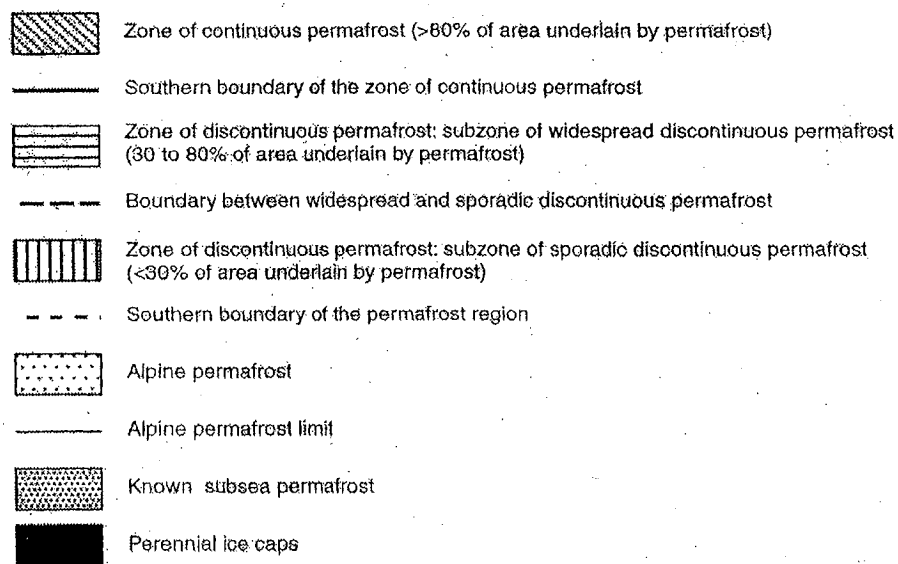 Zone of continuous permafrost (>80% of area underlain by permafrost)
Southern boundary of the zone of continuous permafrost
Zone of discontinuous permafrost: subzone of widespread discontinuous permafrost
(30 to 80% of area underlain by permafrost)
Boundary between widespread and sporadic discontinuous permafrost
Zone of discontinuous permafrost: subzone of sporadic discontinuous permafrost
(<30% of area underlain by permafrost)
Southern boundary of the permafrost region
Alpine permafrost
Alpine permafrost limit
Known subsea permafrost
Perennial ice caps